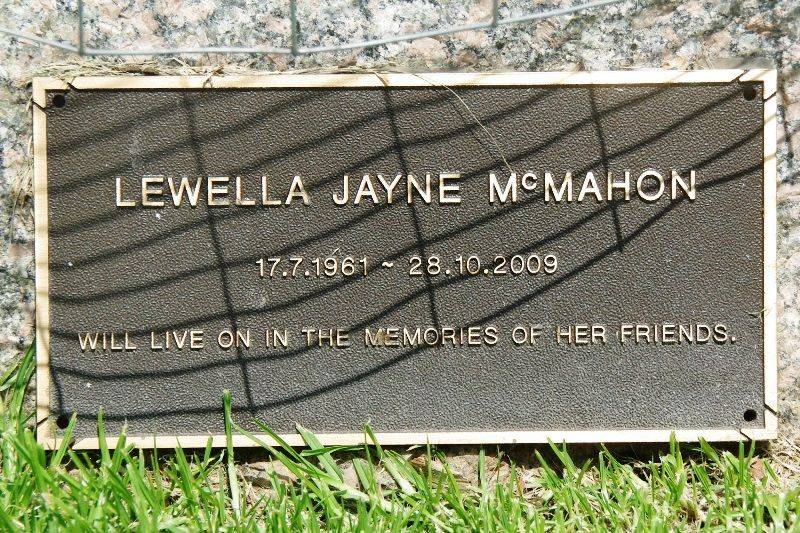 LEWELLA JAYNE McMAHON
17.7.1961 ~ 28.10.2009
WILL LIVE ON IN THE MEMORIES OF HER FRIENDS.